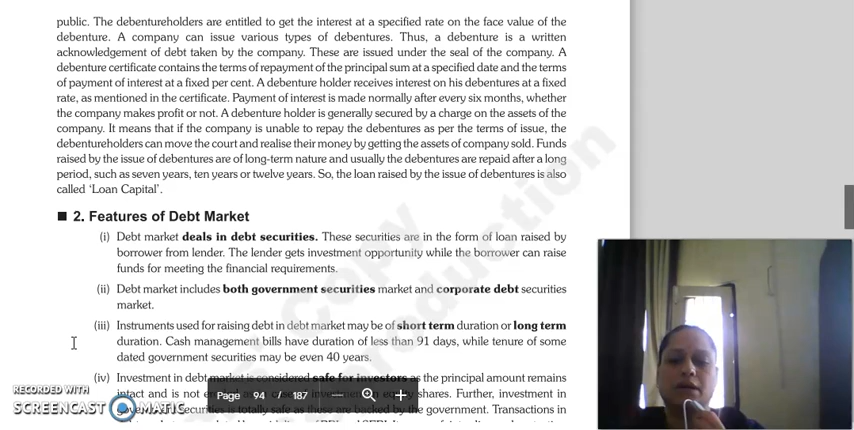 public. The debentureholders are entitled to get the interest at a specified rate on the face value of the
debenture. A company can issue various types of debentures. Thus, a debenture is a written
acknowledgement of debt taken by the company. These are issued under the seal of the company. A
debenture certificate contains the terms of repayment of the principal sum at a specified date and the terms
of payment of interest at a fixed per cent. A debenture holder receives interest on his debentures at a fixed
rate, as mentioned in the certificate. Payment of interest is made normally after every six months, whether
the company makes profit or not. A debenture holder is generally secured by a charge on the assets of the
company. It means that if the company is unable to repay the debentures as per the terms of issue, the
debentureholders can move the court and realise their money by getting the assets of company sold. Funds
raised by the issue of debentures are of long-term nature and usually the debentures are repaid after a long
period, such as seven years, ten years or twelve years. So, the loan raised by the issue of debentures is also
called 'Loan Capital'.
■ 2. Features of Debt Market
(i) Debt market deals in debt securities. These securities are in the form of loan raised by
borrower from lender. The lender gets investment opportunity while the borrower can raise
funds for meeting the financial requirements.
(ii) Debt market includes both government securities market and corporate debt securities
market.
(iii) Instruments used for raising debt in debt market may be of short term duration or long term
duration. Cash management bills have duration of less than 91 days, while tenure of some
dated government securities may be even 40 years.
(iv) Investment in debt market is considered safe for investors as the principal amount remains
intact and is not shares. Further, investment in
securities is totally safe as these are backed by the government. Transactions in
Page 94 / 187
RECORDED WITH
SCREENCAST MATIC
Copy